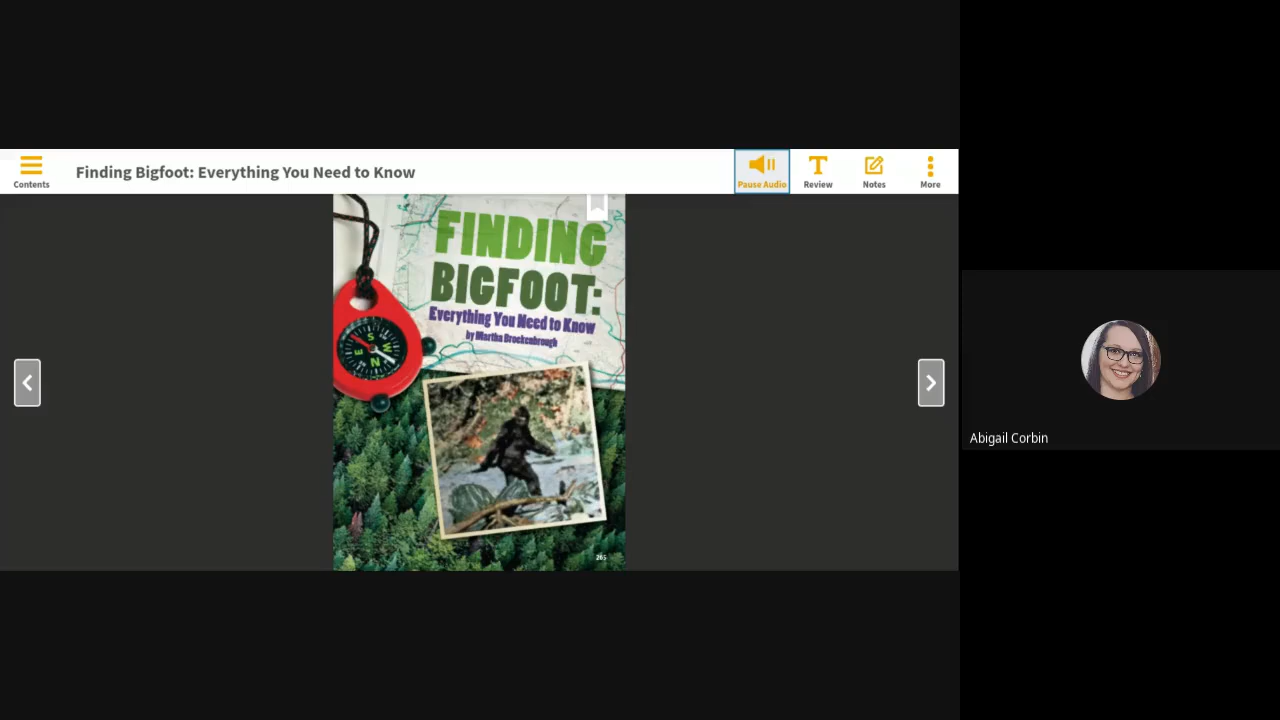 Contents
Finding Bigfoot: Everything You Need to Know
Pause Audio
Review
Notes
More
FINDING
BIGFOOT:
Everything You Need to Know
by Martha Brockenbrough
S
E
W
N
265
Abigail Corbin